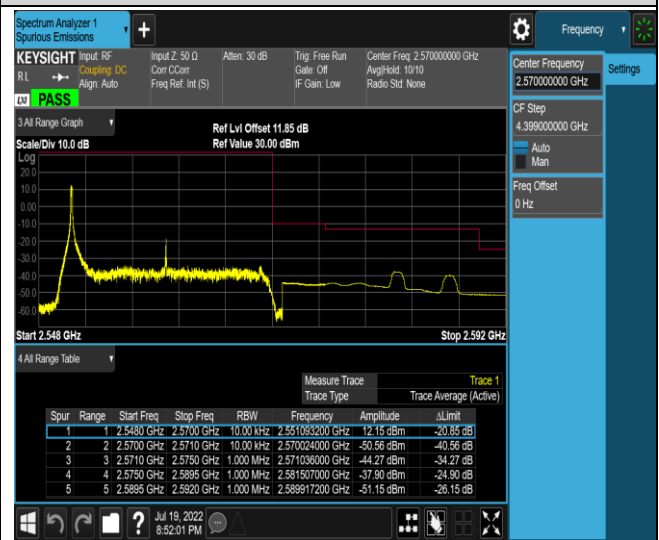 Spectrum Analyzer 1
Spurious Emissions
Frequency
KEYSIGHT Input: RF Input Z: 50 Ω Atten: 30 dB Trig: Free Run Center Freq: 2.570000000 GHz
RL Coupling: DC Corr CCorr Gate: Off Avg|Hold: 10/10
Align: Auto Freq Ref: Int (S) IF Gain: Low Radio Std: None
LXI PASS
Center Frequency
2.570000000 GHz
Settings
CF Step
4.399000000 GHz
Auto
Man
Freq Offset
0 Hz
3 All Range Graph
Ref Lvl Offset 11.85 dB
Scale/Div 10.0 dB Ref Value 30.00 dBm
Log
20.0
10.0
0.00
-10.0
-20.0
-30.0
-40.0
-50.0
-60.0
Start 2.548 GHz Stop 2.592 GHz
4 All Range Table
Measure Trace Trace 1
Trace Type Trace Average (Active)
Spur Range Start Freq Stop Freq RBW Frequency Amplitude ΔLimit
1 1 2.5480 GHz 2.5700 GHz 10.00 kHz 2.551093200 GHz 12.15 dBm -20.85 dB
2 2 2.5700 GHz 2.5710 GHz 10.00 kHz 2.570024000 GHz -50.56 dBm -40.56 dB
3 3 2.5710 GHz 2.5750 GHz 1.000 MHz 2.571036000 GHz -44.27 dBm -34.27 dB
4 4 2.5750 GHz 2.5895 GHz 1.000 MHz 2.581507000 GHz -37.90 dBm -24.90 dB
5 5 2.5895 GHz 2.5920 GHz 1.000 MHz 2.589917200 GHz -51.15 dBm -26.15 dB
Jul 19, 2022
8:52:01 PM